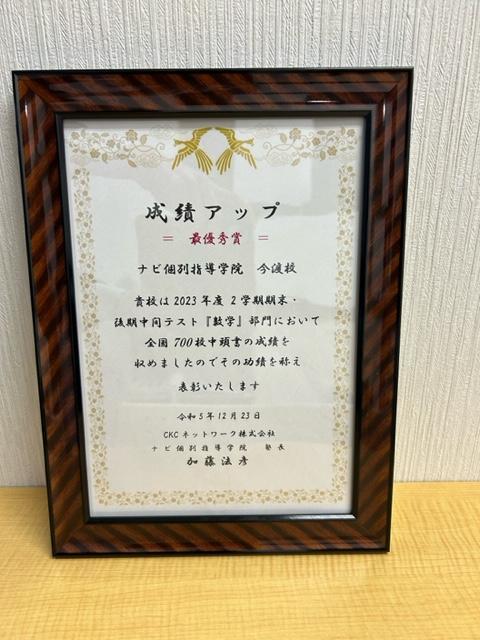 成績アップ
= 最優秀賞 =
ナビ個別指導学院 今渡校
貴校は2023年度2学期期末・
後期中間テスト『数学』部門において
全国700校中頭書の成績を
収めましたのでその功績を称え
表彰いたします
令和5年12月23日
CKCネットワーク株式会社
ナビ個別指導学院 塾長
加藤法彦